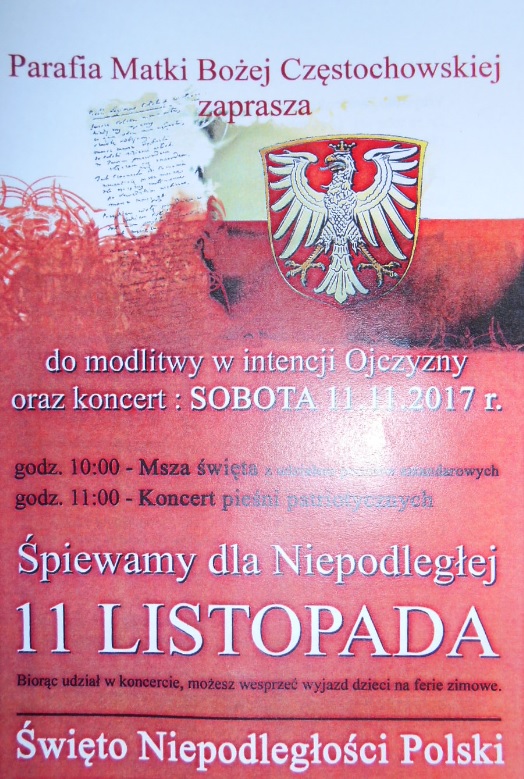 Parafia Matki Bożej Częstochowskiej
zaprasza
do modlitwy w intencji Ojczyzny
oraz koncert : SOBOTA 11.11.2017 r.
godz. 10:00 - Msza święta z sztandarowych
godz. 11:00 - Koncert pieśni patriotycznych
Śpiewamy dla Niepodległej
11 LISTOPADA
Biorąc udział w koncercie, możesz wesprzeć wyjazd dzieci na ferie zimowe.
Święto Niepodległości Polski